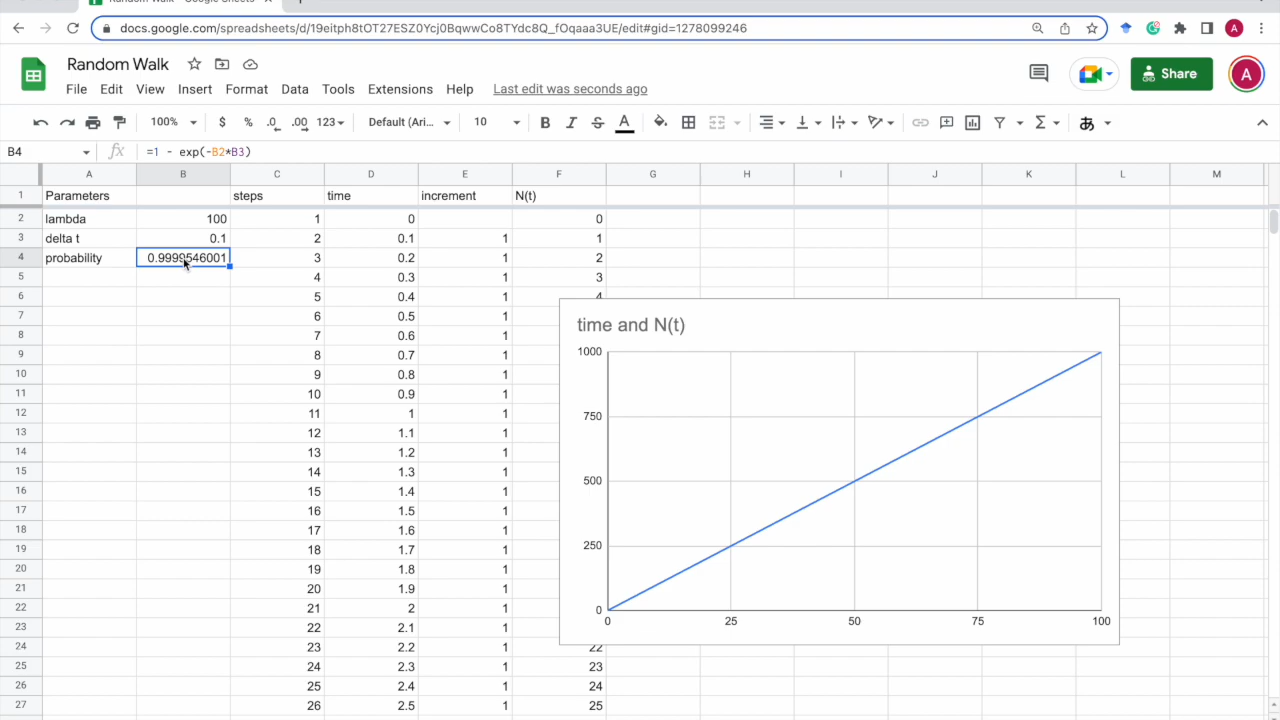 Random Walk - Google Sheets
docs.google.com/spreadsheets/d/19eitph8tOT27ESZ0Ycj0BqwwCo8TYdc8Q_fOqaaa3UE/edit#gid=1278099246
A
Random Walk
File Edit View Insert Format Data Tools Extensions Help Last edit was seconds ago
Share
A
100% $ % .0 .00 123 Default (Ari... 10 B I S A あ
B4 fx =1 - exp(-B2*B3)
A B C D E F G H I J K L M
1 Parameters steps time increment N(t)
2 lambda 100 1 0 0
3 delta t 0.1 2 0.1 1 1
4 probability 0.9999546001 3 0.2 1 2
5 4 0.3 1 3
6 5 0.4 1 4
7 6 0.5 1
8 7 0.6 1
9 8 0.7 1
10 9 0.8 1
11 10 0.9 1
12 11 1 1
13 12 1.1 1
14 13 1.2 1
15 14 1.3 1
16 15 1.4 1
17 16 1.5 1
18 17 1.6 1
19 18 1.7 1
20 19 1.8 1
21 20 1.9 1
22 21 2 1
23 22 2.1 1
24 23 2.2 1 22
25 24 2.3 1 23
26 25 2.4 1 24
27 26 2.5 1 25
time and N(t)
1000
750
500
250
0
0 25 50 75 100